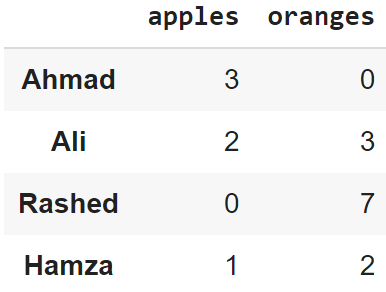 apples oranges
Ahmad 3 0
Ali 2 3
Rashed 0 7
Hamza 1 2